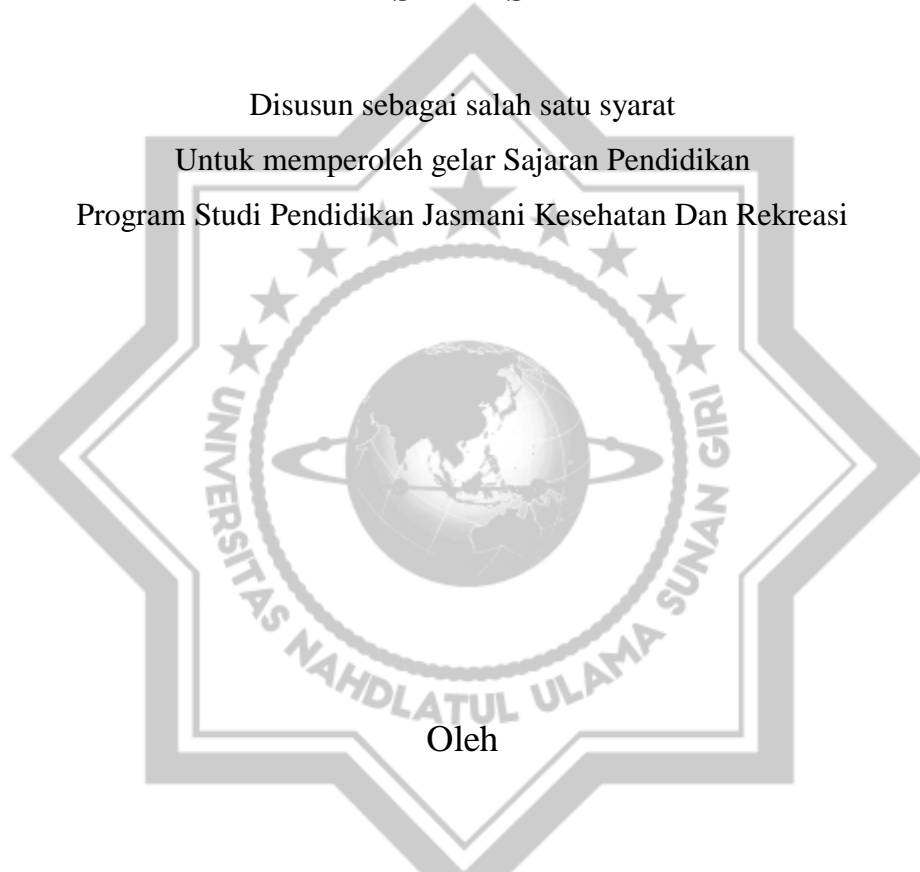 Disusun sebagai salah satu syarat
Untuk memperoleh gelar Sajaran Pendidikan
Program Studi Pendidikan Jasmani Kesehatan Dan Rekreasi
UNIVERSITAS NAHDLATUL ULAMA SUNAN GIRI
Oleh